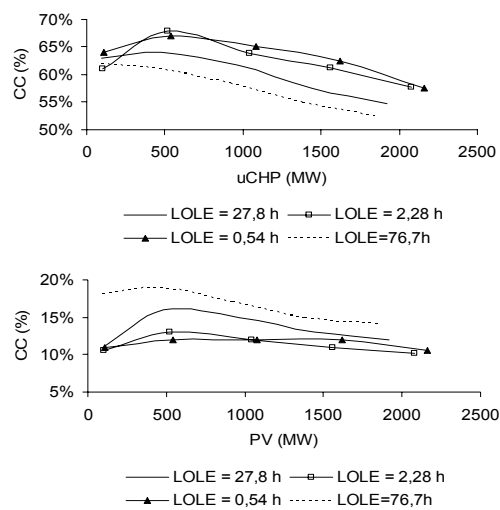 70%
65%
60%
55%
50%
CC (%)
0 500 1000 1500 2000 2500
uCHP (MW)
LOLE = 27,8 h LOLE = 2,28 h
LOLE = 0,54 h LOLE=76,7h
20%
15%
10%
5%
CC (%)
0 500 1000 1500 2000 2500
PV (MW)
LOLE = 27,8 h LOLE = 2,28 h
LOLE = 0,54 h LOLE=76,7h